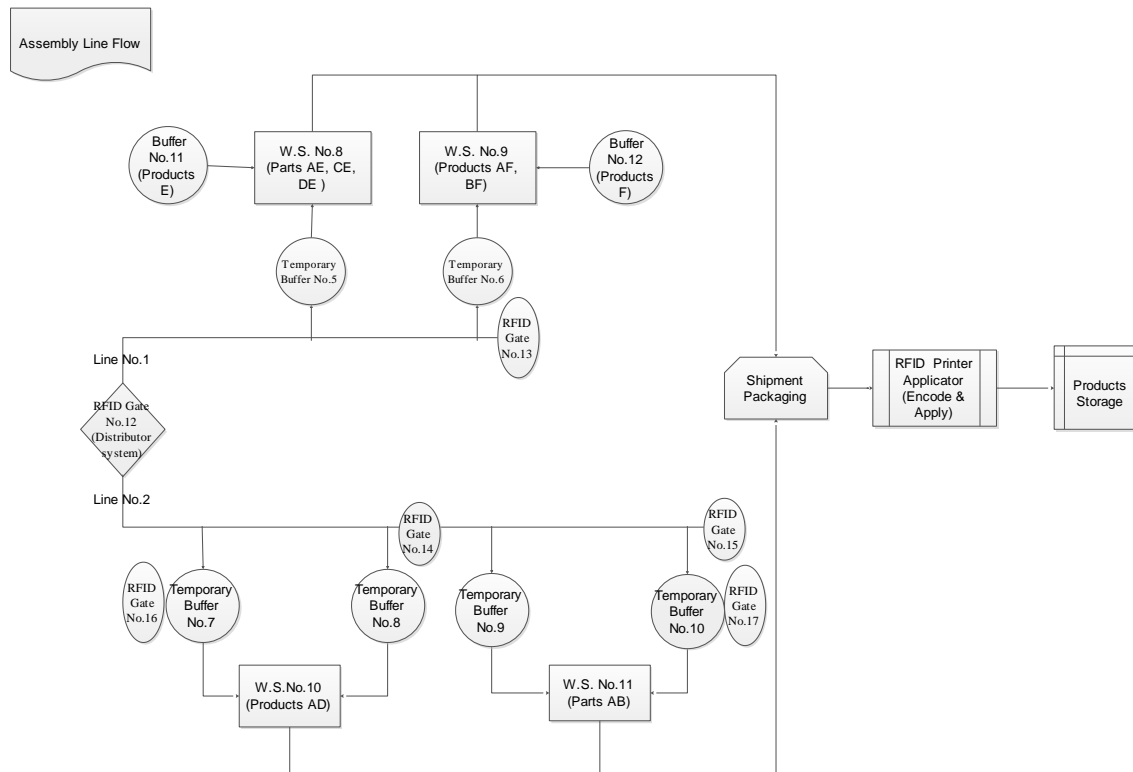 Assembly Line Flow
Buffer
No.11
(Products
E)
W.S. No.8
(Parts AE, CE,
DE )
W.S. No.9
(Products AF,
BF)
Buffer
No.12
(Products
F)
Temporary
Buffer No.5
Temporary
Buffer No.6
RFID
Gate
No.13
Line No.1
RFID Gate
No.12
(Distributor
system)
Line No.2
Shipment
Packaging
RFID Printer
Applicator
(Encode &
Apply)
Products
Storage
RFID
Gate
No.14
RFID
Gate
No.15
RFID
Gate
No.16
Temporary
Buffer
No.7
Temporary
Buffer
No.8
Temporary
Buffer
No.9
Temporary
Buffer
No.10
RFID
Gate
No.17
W.S.No.10
(Products AD)
W.S. No.11
(Parts AB)